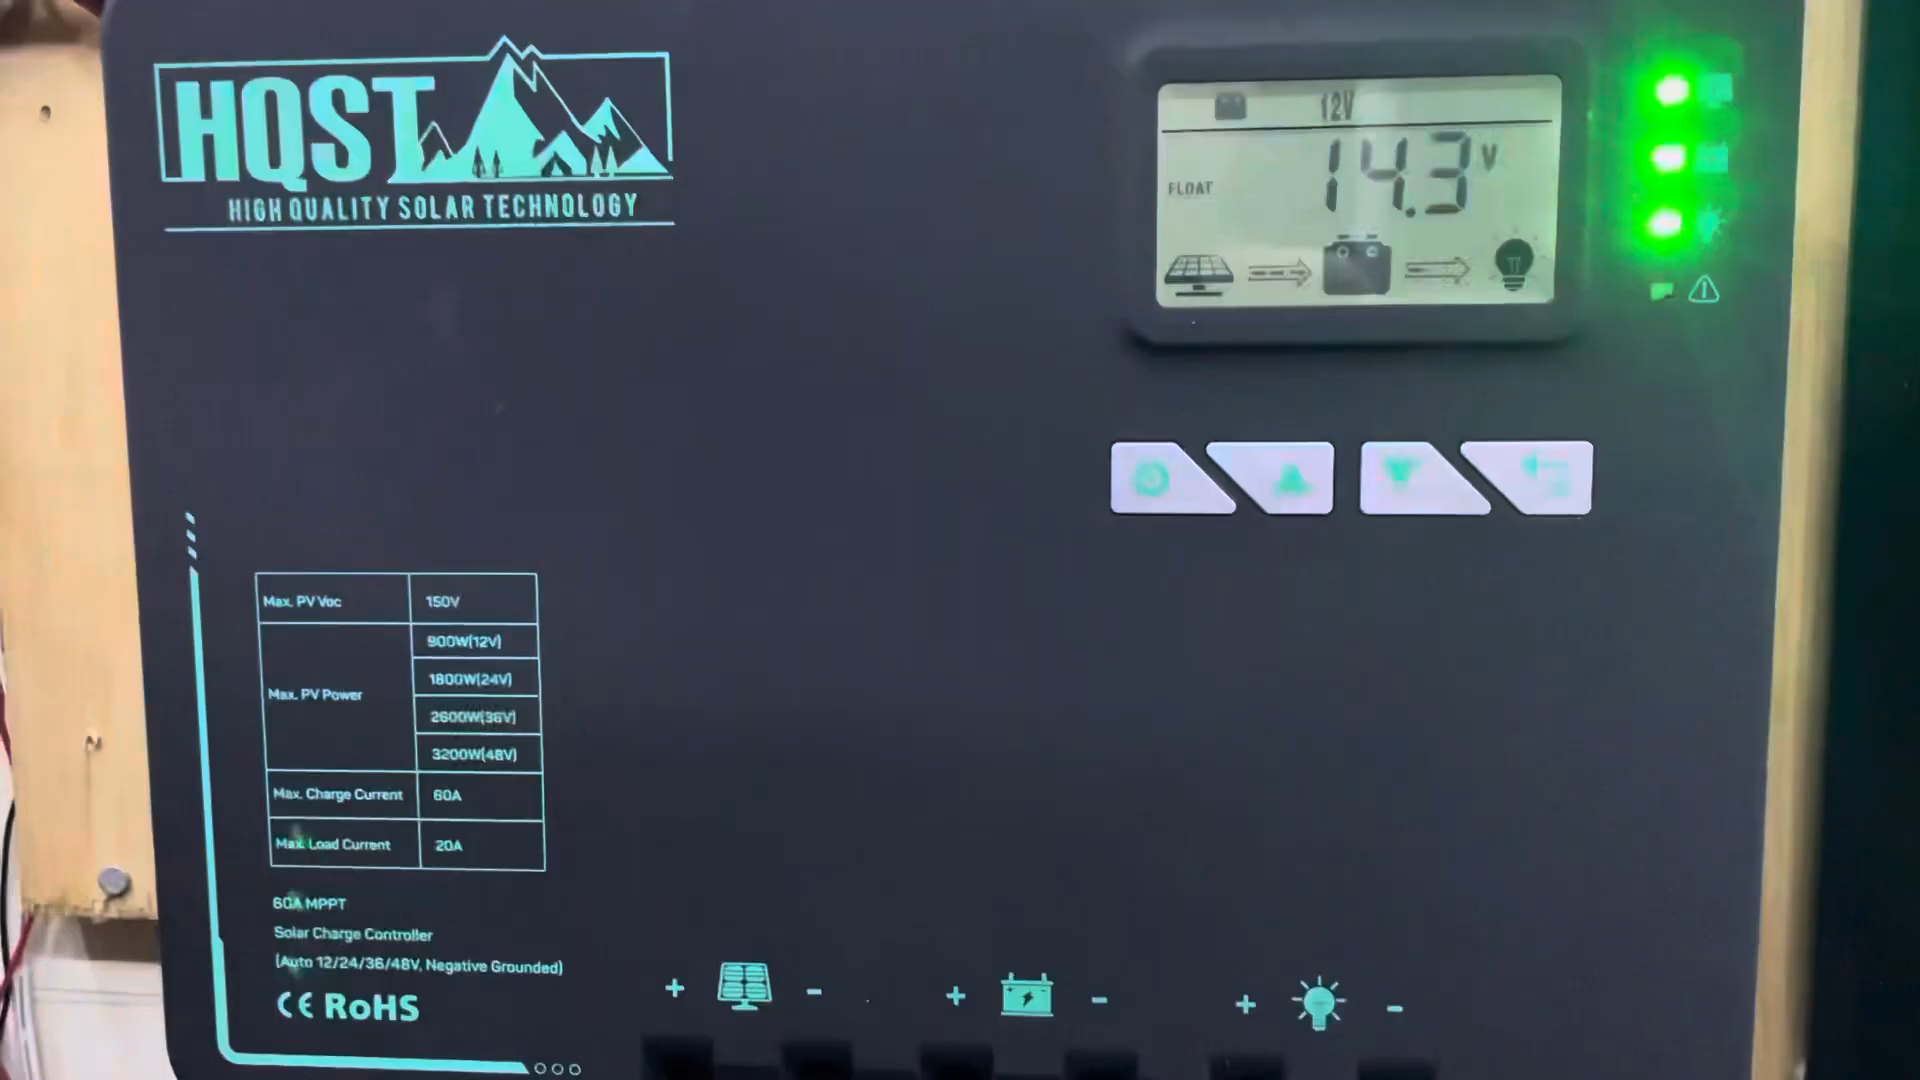 HQST
HIGH QUALITY SOLAR TECHNOLOGY
12V
14.3 V
FLOAT
Max. PV Voc 150V
Max. PV Power 900W(12V)
1800W(24V)
2600W(36V)
3200W(48V)
Max. Charge Current 60A
Max. Load Current 20A
60A MPPT
Solar Charge Controller
(Auto 12/24/36/48V, Negative Grounded)
CE RoHS
+ -
+ -
+ -